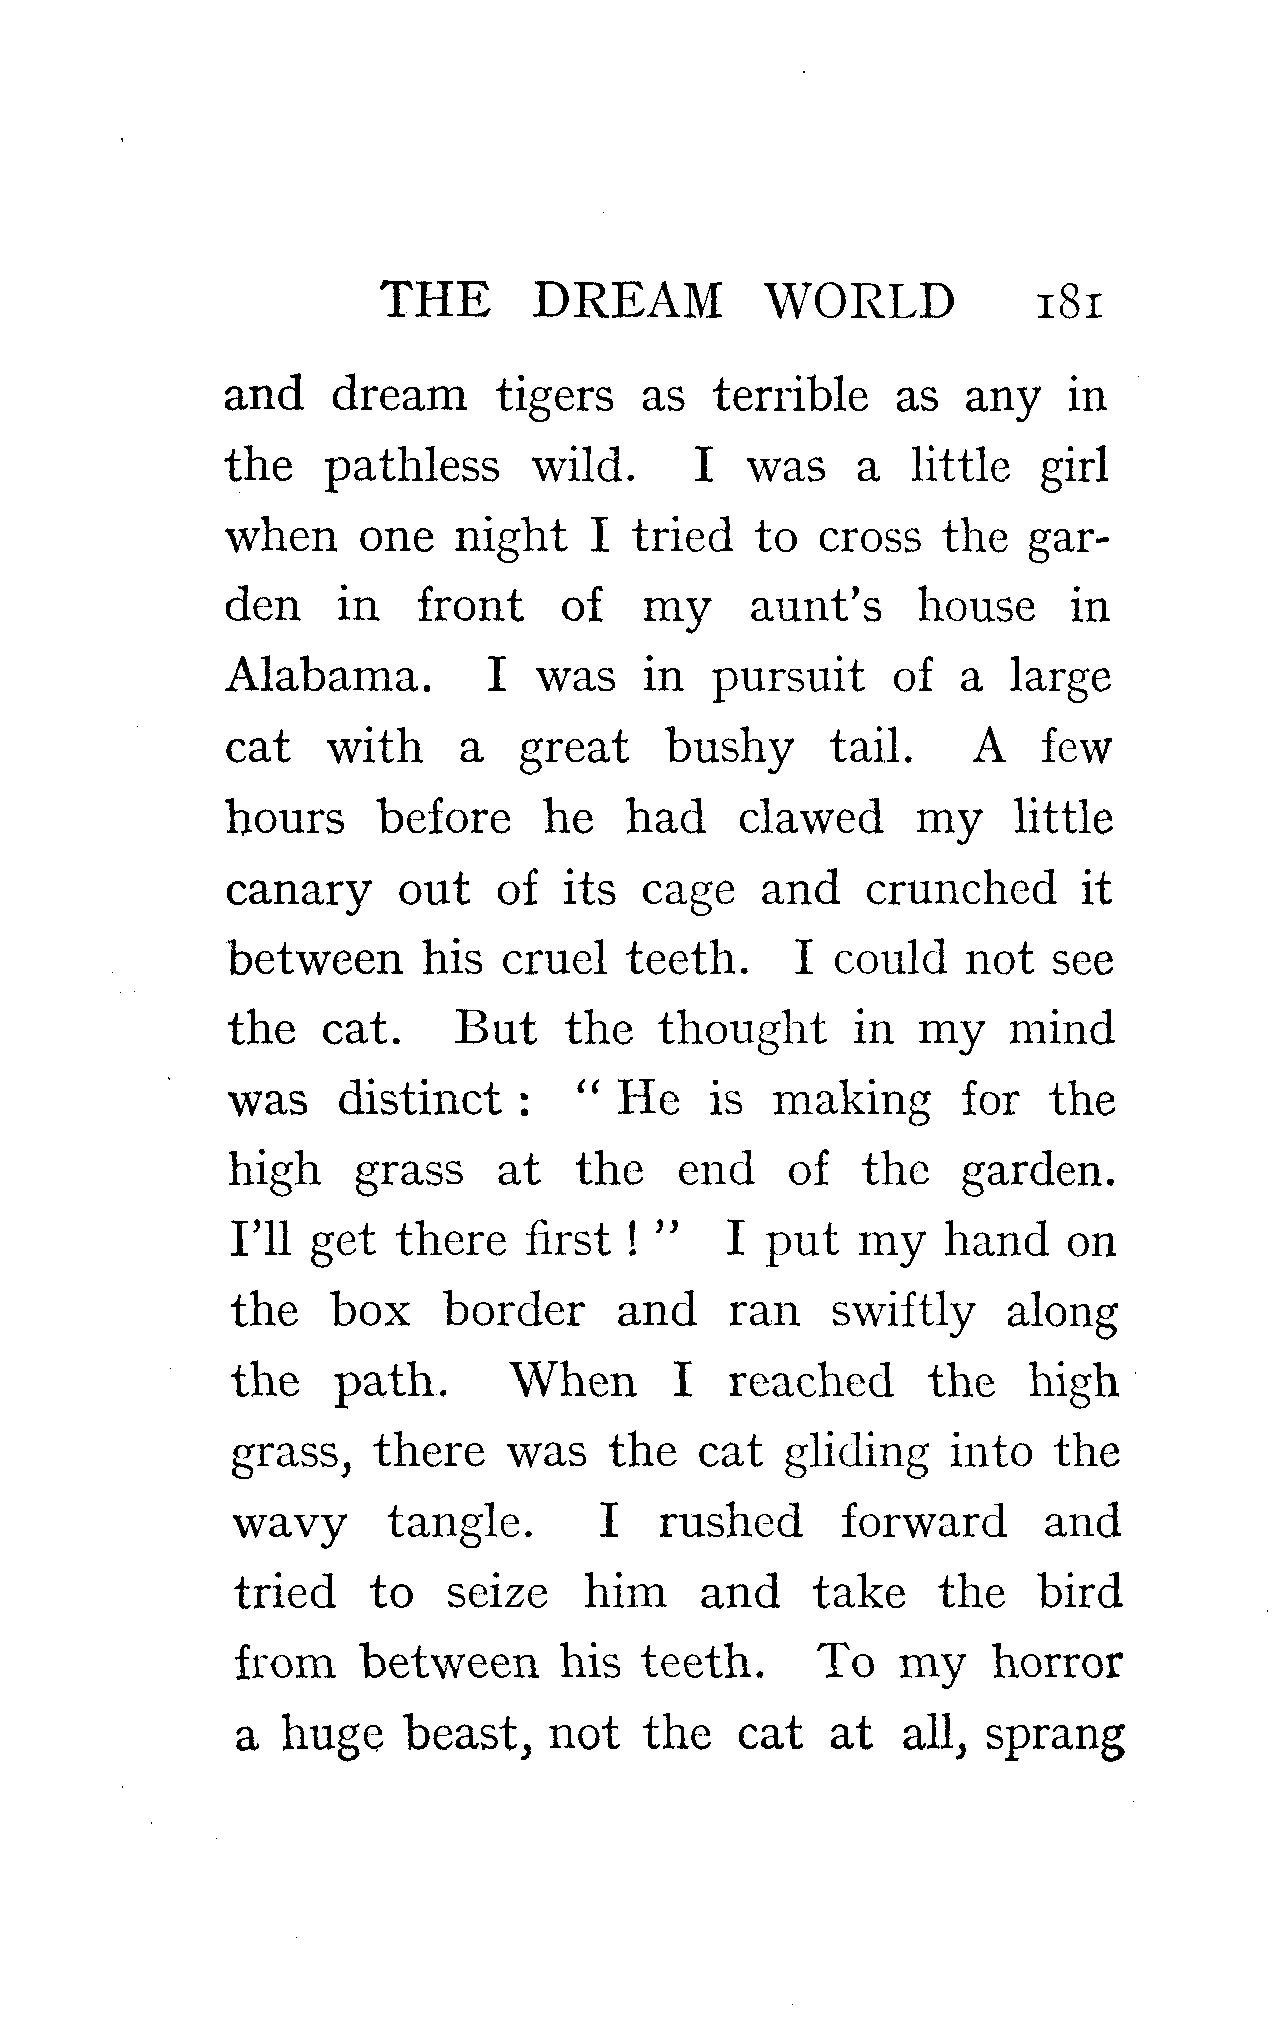 THE DREAM WORLD 181
and dream tigers as terrible as any in
the pathless wild. I was a little girl
when one night I tried to cross the gar-
den in front of my aunt's house in
Alabama. I was in pursuit of a large
cat with a great bushy tail. A few
hours before he had clawed my little
canary out of its cage and crunched it
between his cruel teeth. I could not see
the cat. But the thought in my mind
was distinct : “ He is making for the
high grass at the end of the garden.
I'll get there first ! ” I put my hand on
the box border and ran swiftly along
the path. When I reached the high
grass, there was the cat gliding into the
wavy tangle. I rushed forward and
tried to seize him and take the bird
from between his teeth. To my horror
a huge beast, not the cat at all, sprang